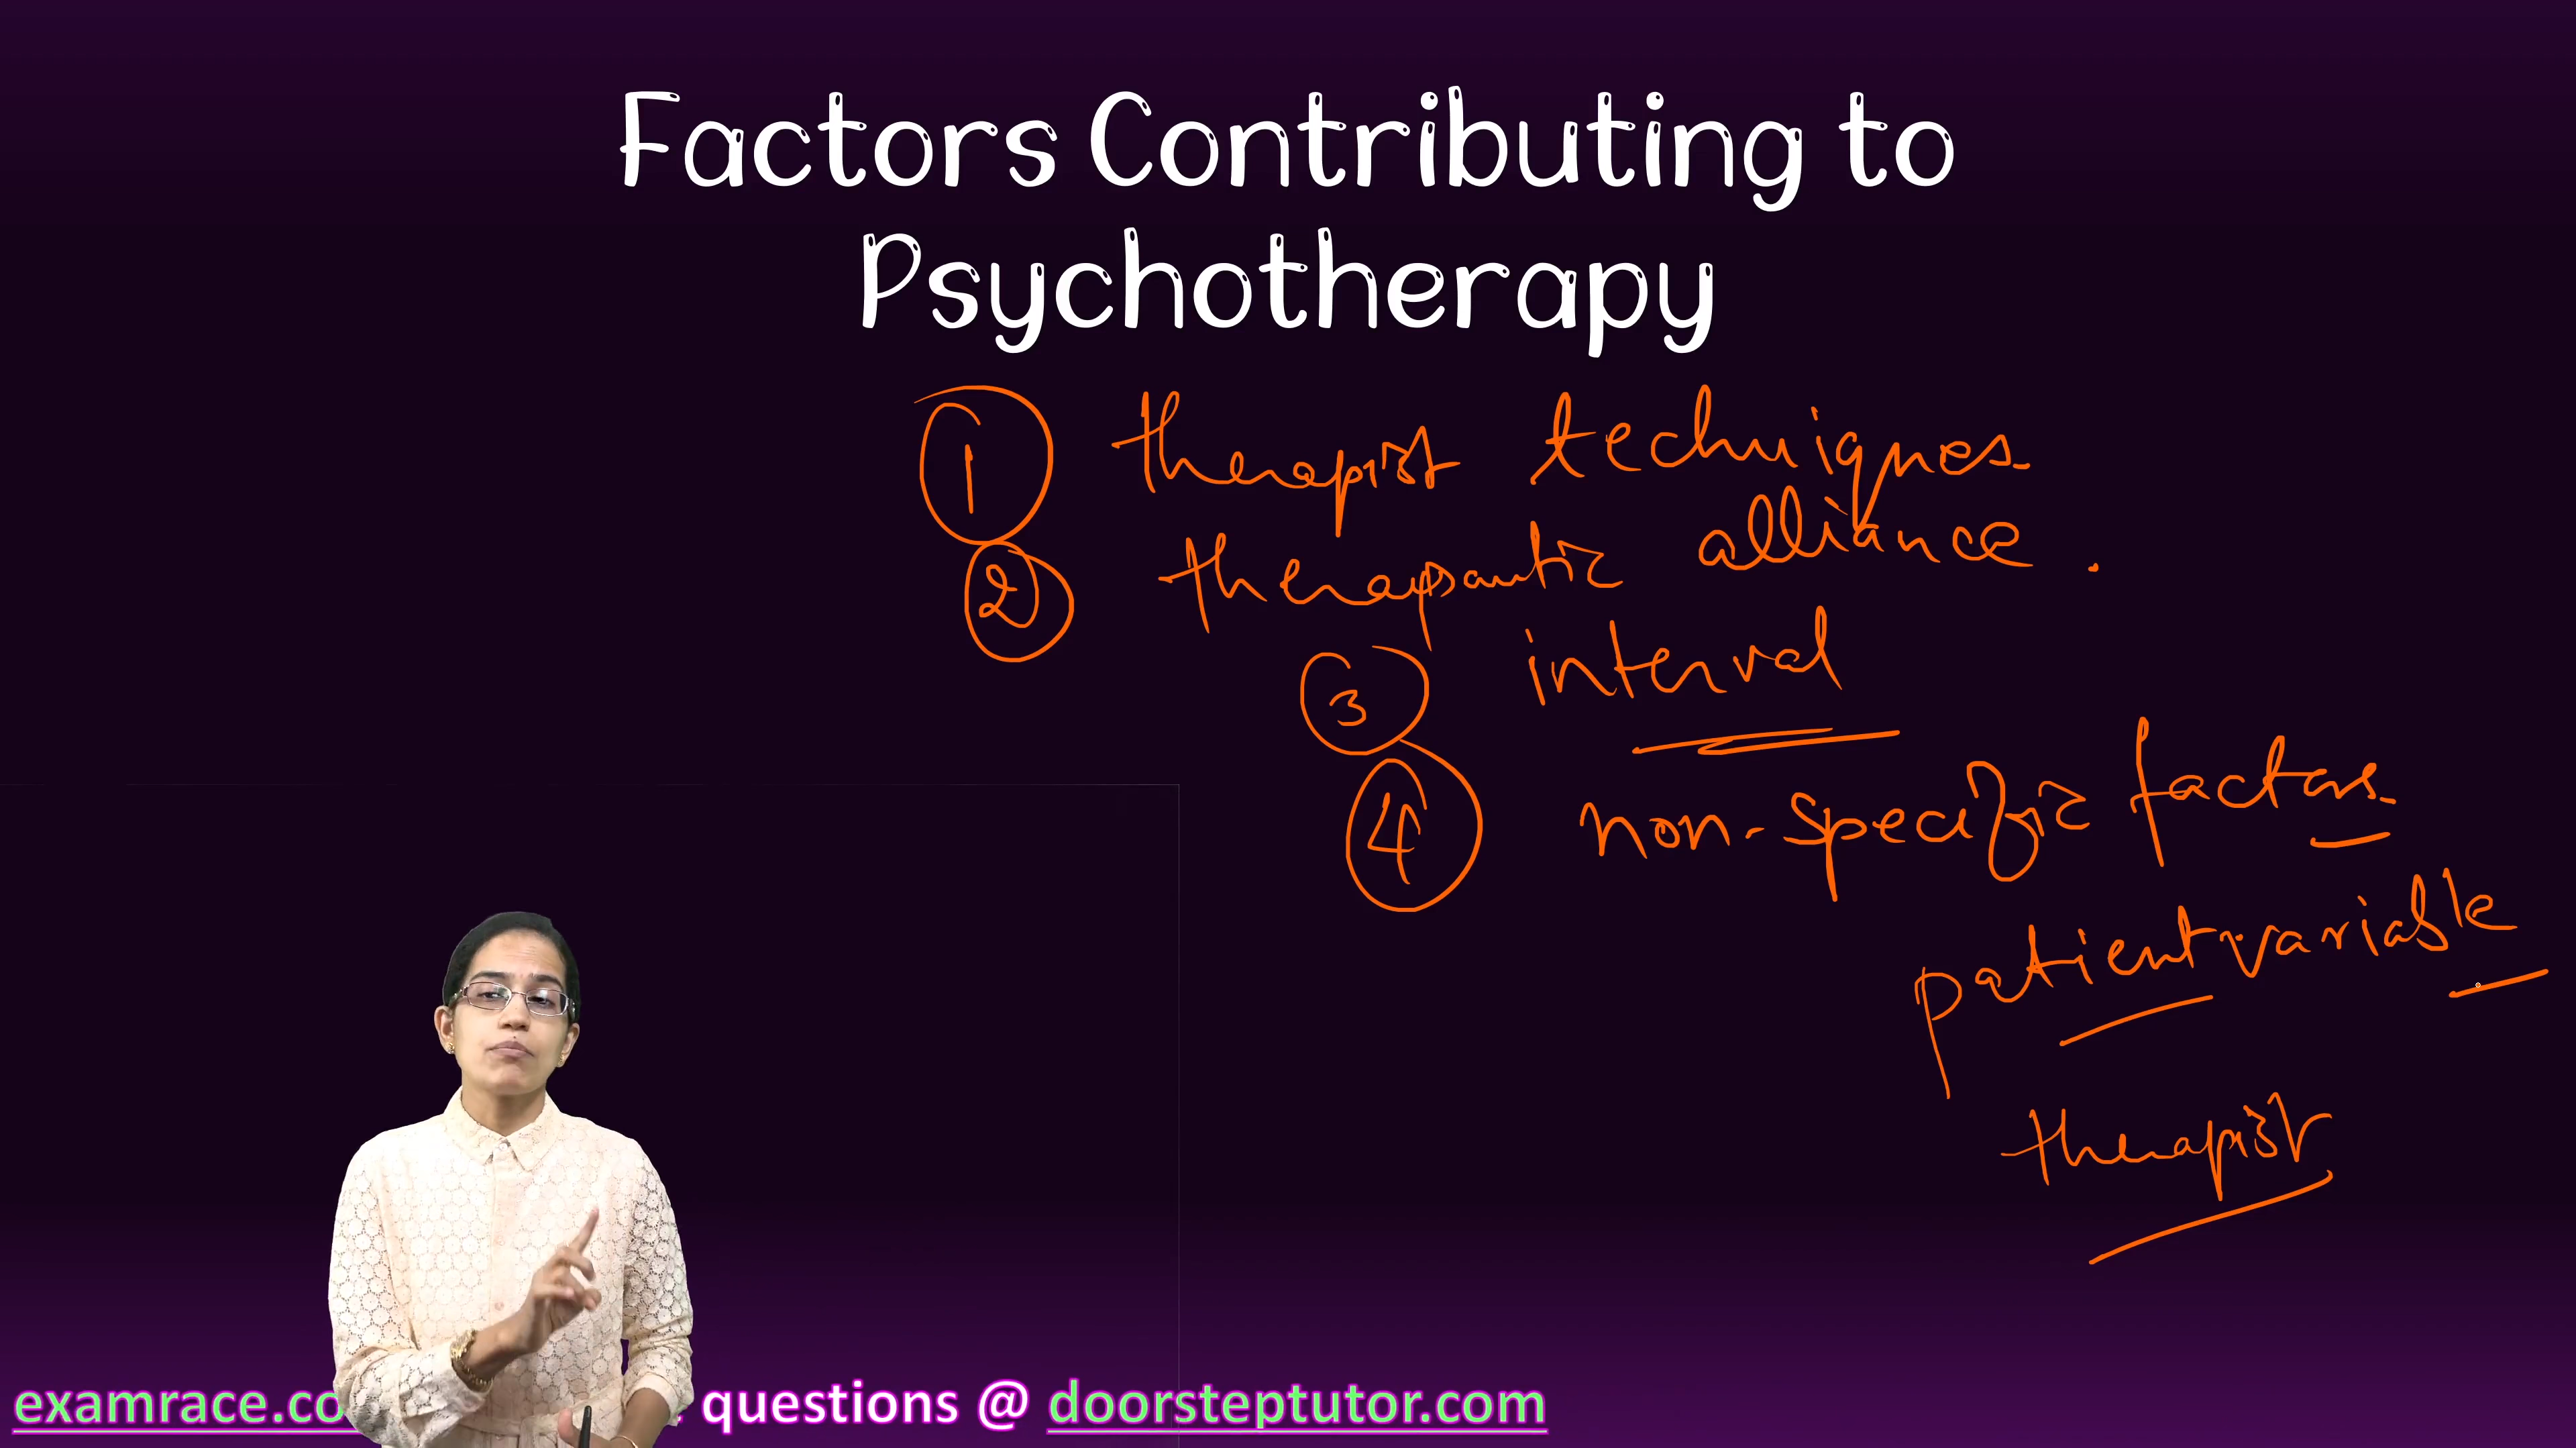 Factors Contributing to
Psychotherapy
1 therapist techniques
2 therapeutic alliance.
3 interval
4 non-specific factors
patient variable
therapist
examrace.co questions @ doorsteptutor.com